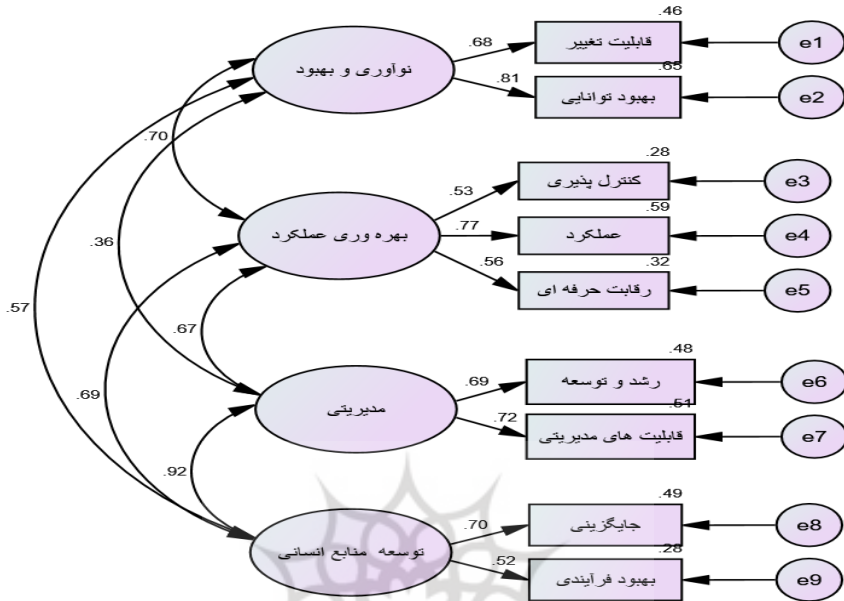 .46
.68
قابلیت تغییر
e1
نوآوری و بهبود
.65
.81
بهبود توانایی
e2
.70
.28
.53
کنترل پذیری
e3
.59
بهره وری عملکرد
.77
عملکرد
e4
.36
.32
.56
رقابت حرفه ای
e5
.57
.67
.48
.69
.69
رشد و توسعه
e6
مدیریتی
.51
.72
قابلیت های مدیریتی
e7
.92
.49
.70
جایگزینی
e8
توسعه منابع انسانی
.28
.52
بهبود فرآیندی
e9